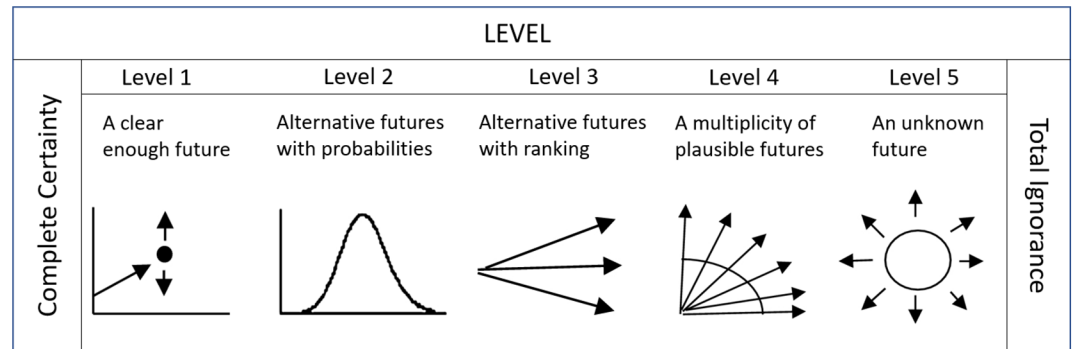 LEVEL
Complete Certainty
Level 1
Level 2
Level 3
Level 4
Level 5
Total Ignorance
A clear
enough future
Alternative futures
with probabilities
Alternative futures
with ranking
A multiplicity of
plausible futures
An unknown
future